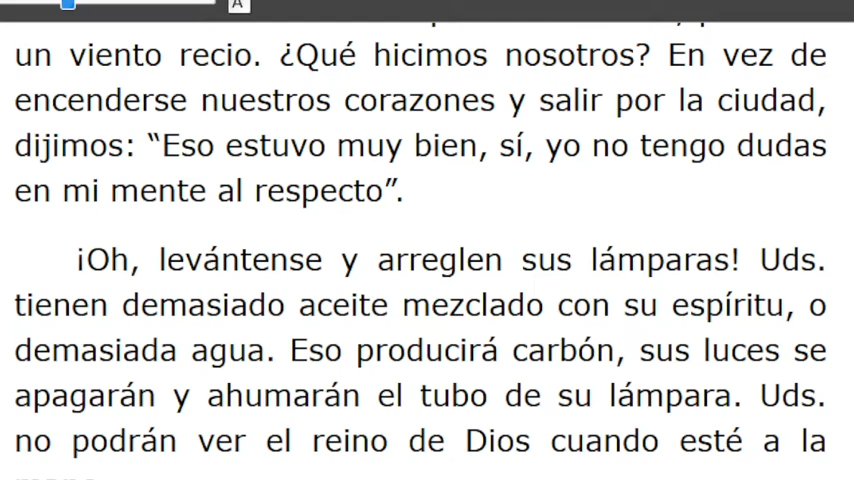 A
un viento recio. ¿Qué hicimos nosotros? En vez de
encenderse nuestros corazones y salir por la ciudad,
dijimos: “Eso estuvo muy bien, sí, yo no tengo dudas
en mi mente al respecto”.
¡Oh, levántense y arreglen sus lámparas! Uds.
tienen demasiado aceite mezclado con su espíritu, o
demasiada agua. Eso producirá carbón, sus luces se
apagarán y ahumarán el tubo de su lámpara. Uds.
no podrán ver el reino de Dios cuando esté a la